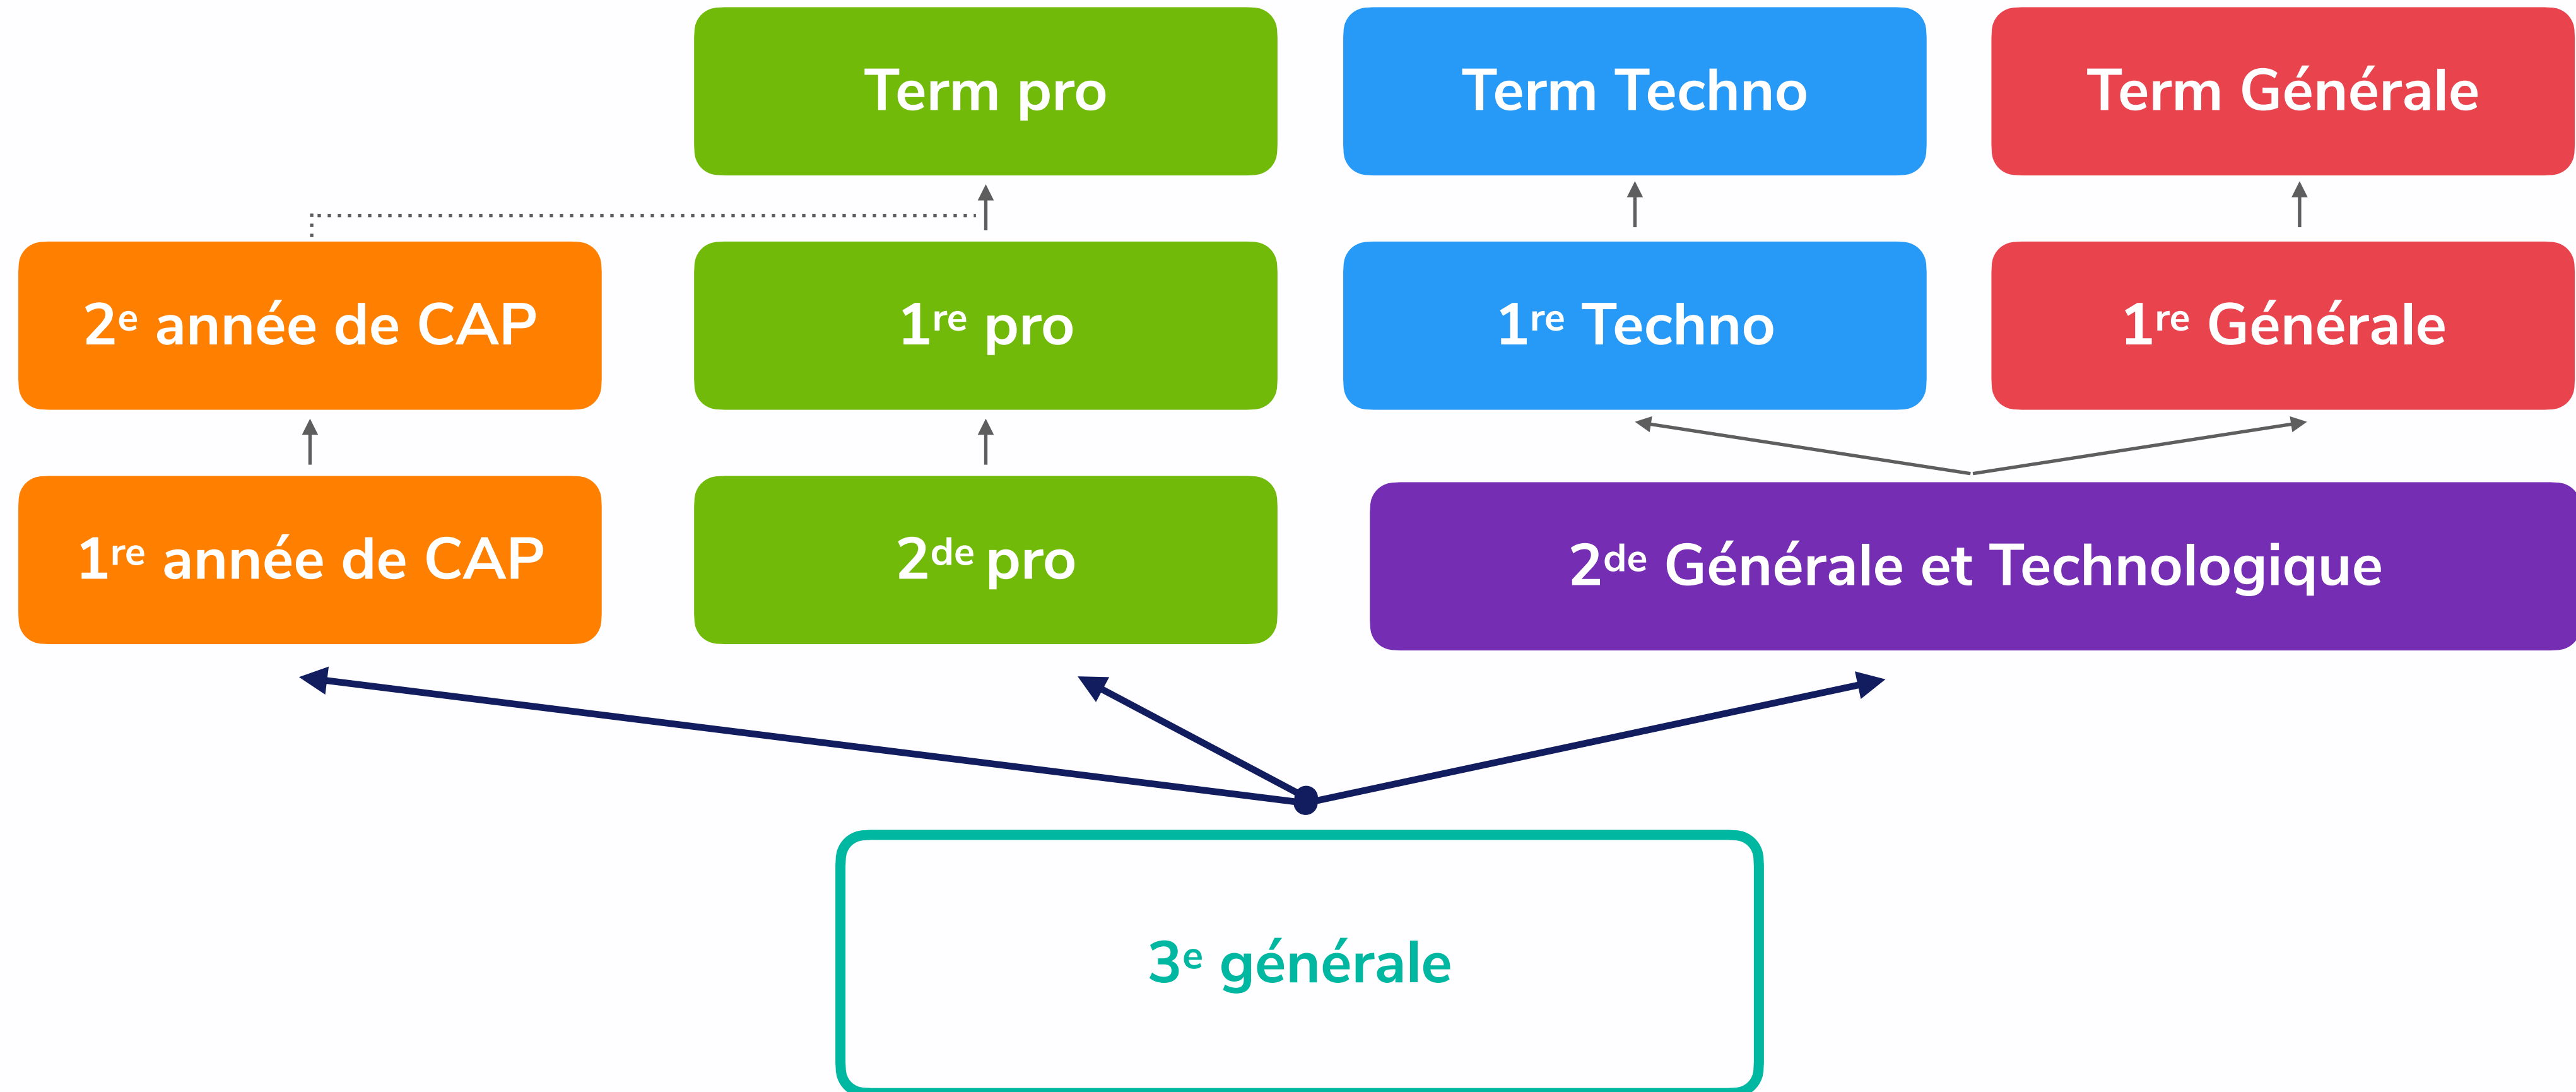 Term pro
Term Techno
Term Générale
2e année de CAP
1re pro
1re Techno
1re Générale
1re année de CAP
2de pro
2de Générale et Technologique
3e générale